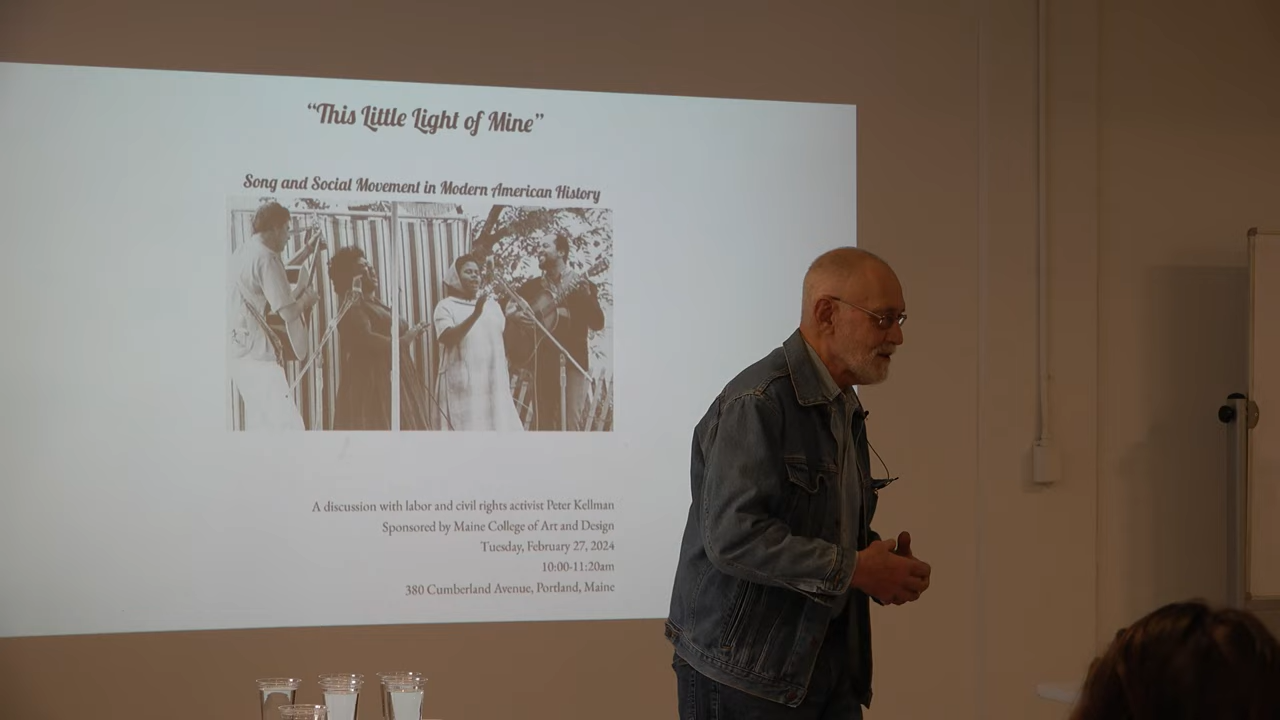 “This Little Light of Mine”
Song and Social Movement in Modern American History
A discussion with labor and civil rights activist Peter Kellman
Sponsored by Maine College of Art and Design
Tuesday, February 27, 2024
10:00-11:20am
380 Cumberland Avenue, Portland, Maine